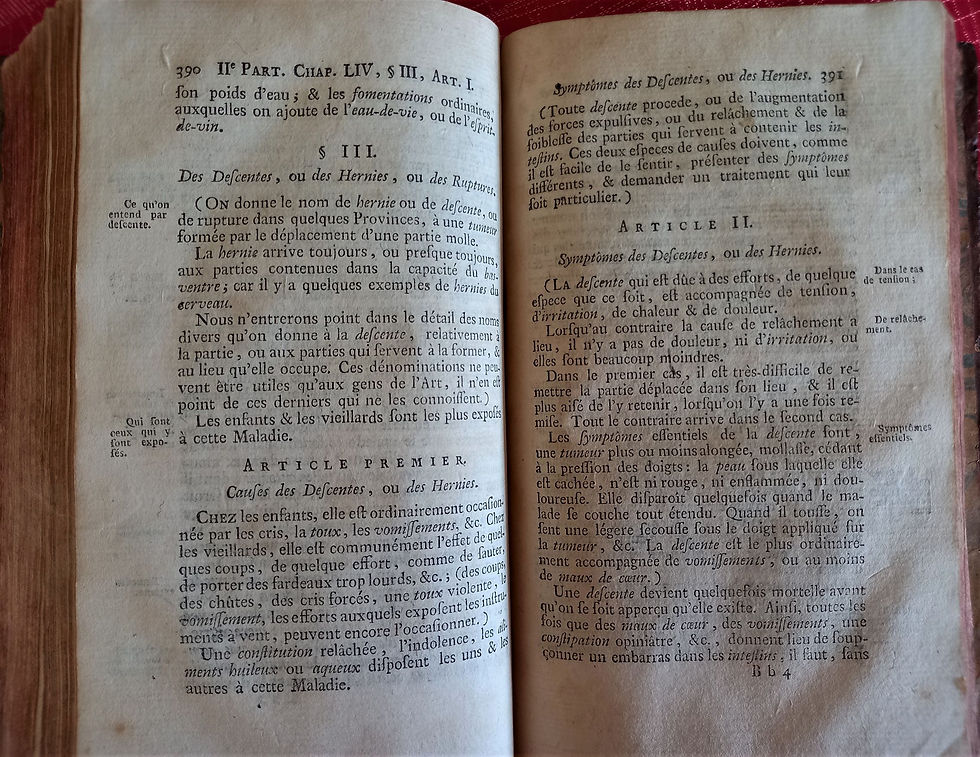 390 IIe PART. CHAP. LIV, § III, ART. I.
ſon poids d'eau; & les fomentations ordinaires,
auxquelles on ajoute de l'eau-de-vie, ou de l'eſprit-
de-vin.
§ III.
Des Deſcentes, ou des Hernies, ou des Ruptures.
Ce qu'on
entend par
deſcente.
(ON donne le nom de hernie ou de deſcente, ou
de rupture dans quelques Provinces, à une tumeur
formée par le déplacement d'une partie molle.
La hernie arrive toujours, ou preſque toujours,
aux parties contenues dans la capacité du bas-
ventre; car il y a quelques exemples de hernies du
cerveau.
Nous n'entrerons point dans le détail des noms
divers qu'on donne à la deſcente, relativement à
la partie, ou aux parties qui ſervent à la former, &
au lieu qu'elle occupe. Ces dénominations ne peu-
vent être utiles qu'aux gens de l'Art, il n'en eſt
point de ces derniers qui ne les connoiſſent.)
Qui ſont
ceux qui y
ſont expo-
ſés.
Les enfants & les vieillards ſont les plus expoſés
à cette Maladie.
ARTICLE PREMIER.
Cauſes des Deſcentes, ou des Hernies.
CHEZ les enfants, elle eſt ordinairement occaſion-
née par les cris, la toux, les vomiſſements, &c. Chez
les vieillards, elle eſt communément l'effet de quel-
ques coups, de quelque effort, comme de ſauter,
de porter des fardeaux trop lourds, &c.; (des coups,
des chûtes, des cris forcés, une toux violente, le
vomiſſement, les efforts auxquels expoſent les inſtru-
ments à vent, peuvent encore l'occaſionner.)
Une conſtitution relâchée, l'indolence, les ali-
ments huileux ou aqueux diſpoſent les uns & les
autres à cette Maladie.
Symptômes des Deſcentes, ou des Hernies. 391
(Toute deſcente procede, ou de l'augmentation
des forces expulſives, ou du relâchement & de la
foibleſſe des parties qui ſervent à contenir les in-
teſtins. Ces deux eſpeces de cauſes doivent, comme
il eſt facile de le ſentir, préſenter des ſymptômes
différents, & demander un traitement qui leur
ſoit particulier.)
ARTICLE II.
Symptômes des Deſcentes, ou des Hernies.
(LA deſcente qui eſt dûe à des efforts, de quelque
eſpece que ce ſoit, eſt accompagnée de tenſion,
d'irritation, de chaleur & de douleur.
Dans le cas
de tenſion;
Lorſqu'au contraire la cauſe de relâchement a
lieu, il n'y a pas de douleur, ni d'irritation, ou
elles ſont beaucoup moindres.
De relâche-
ment.
Dans le premier cas, il eſt très-difficile de re-
mettre la partie déplacée dans ſon lieu, & il eſt
plus aiſé de l'y retenir, lorſqu'on l'y a une fois re-
miſe. Tout le contraire arrive dans le ſecond cas.
Les ſymptômes eſſentiels de la deſcente ſont,
une tumeur plus ou moins alongée, mollaſſe, cédant
à la preſſion des doigts: la peau ſous laquelle elle
eſt cachée, n'eſt ni rouge, ni enflammée, ni dou-
loureuſe. Elle diſparoît quelquefois quand le ma-
lade ſe couche tout étendu. Quand il touſſe, on
ſent une légère ſecouſſe ſous le doigt appliqué ſur
la tumeur, &c. La deſcente eſt le plus ordinaire-
ment accompagnée de vomiſſements, ou au moins
de maux de cœur.)
Symptômes
eſſentiels.
Une deſcente devient quelquefois mortelle avant
qu'on ſe ſoit apperçu qu'elle exiſte. Ainſi, toutes les
fois que des maux de cœur, des vomiſſements, une
conſtipation opiniâtre, &c., donnent lieu de ſoup-
çonner un embarras dans les inteſtins, il faut, ſans
B b 4